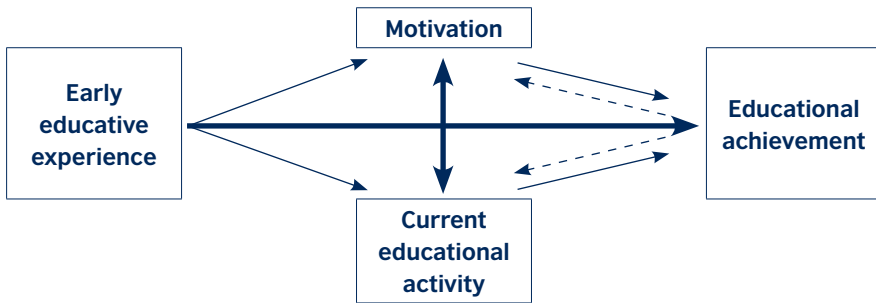 Motivation
Early
educative
experience
Educational
achievement
Current
educational
activity